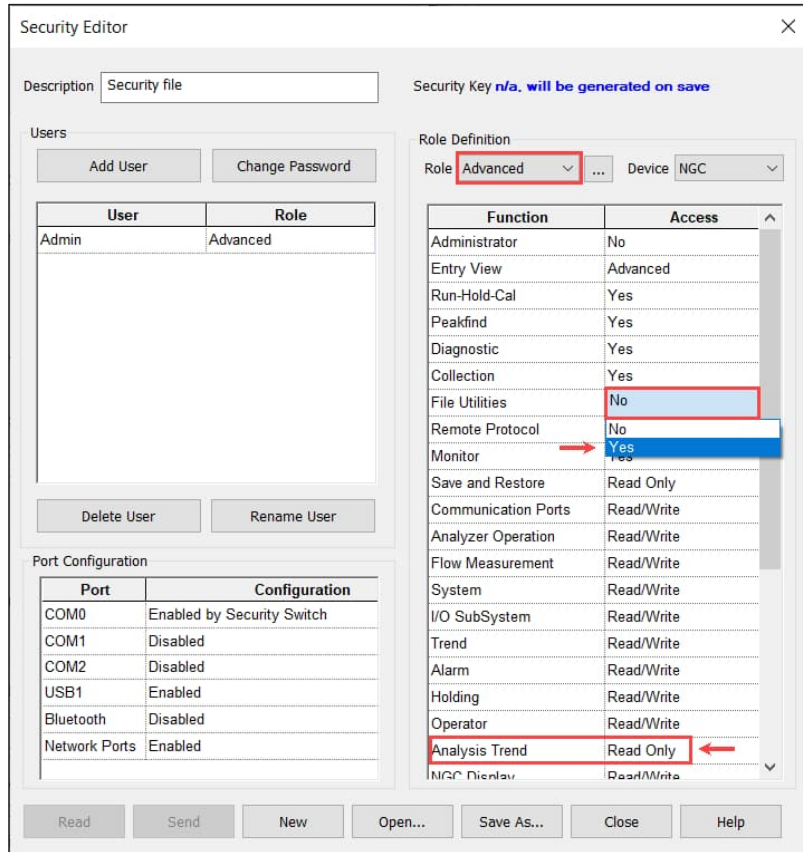 Security Editor
Description Security file
Security Key n/a, will be generated on save
Users
Add User Change Password
User Role
Admin Advanced
Delete User Rename User
Port Configuration
Port Configuration
COM0 Enabled by Security Switch
COM1 Disabled
COM2 Disabled
USB1 Enabled
Bluetooth Disabled
Network Ports Enabled
Role Definition
Role Advanced ... Device NGC
Function Access
Administrator No
Entry View Advanced
Run-Hold-Cal Yes
Peakfind Yes
Diagnostic Yes
Collection Yes
File Utilities No
Remote Protocol No
Yes
Monitor Yes
Save and Restore Read Only
Communication Ports Read/Write
Analyzer Operation Read/Write
Flow Measurement Read/Write
System Read/Write
I/O SubSystem Read/Write
Trend Read/Write
Alarm Read/Write
Holding Read/Write
Operator Read/Write
Analysis Trend Read Only
NGC Display Read/Write
Read Send New Open... Save As... Close Help